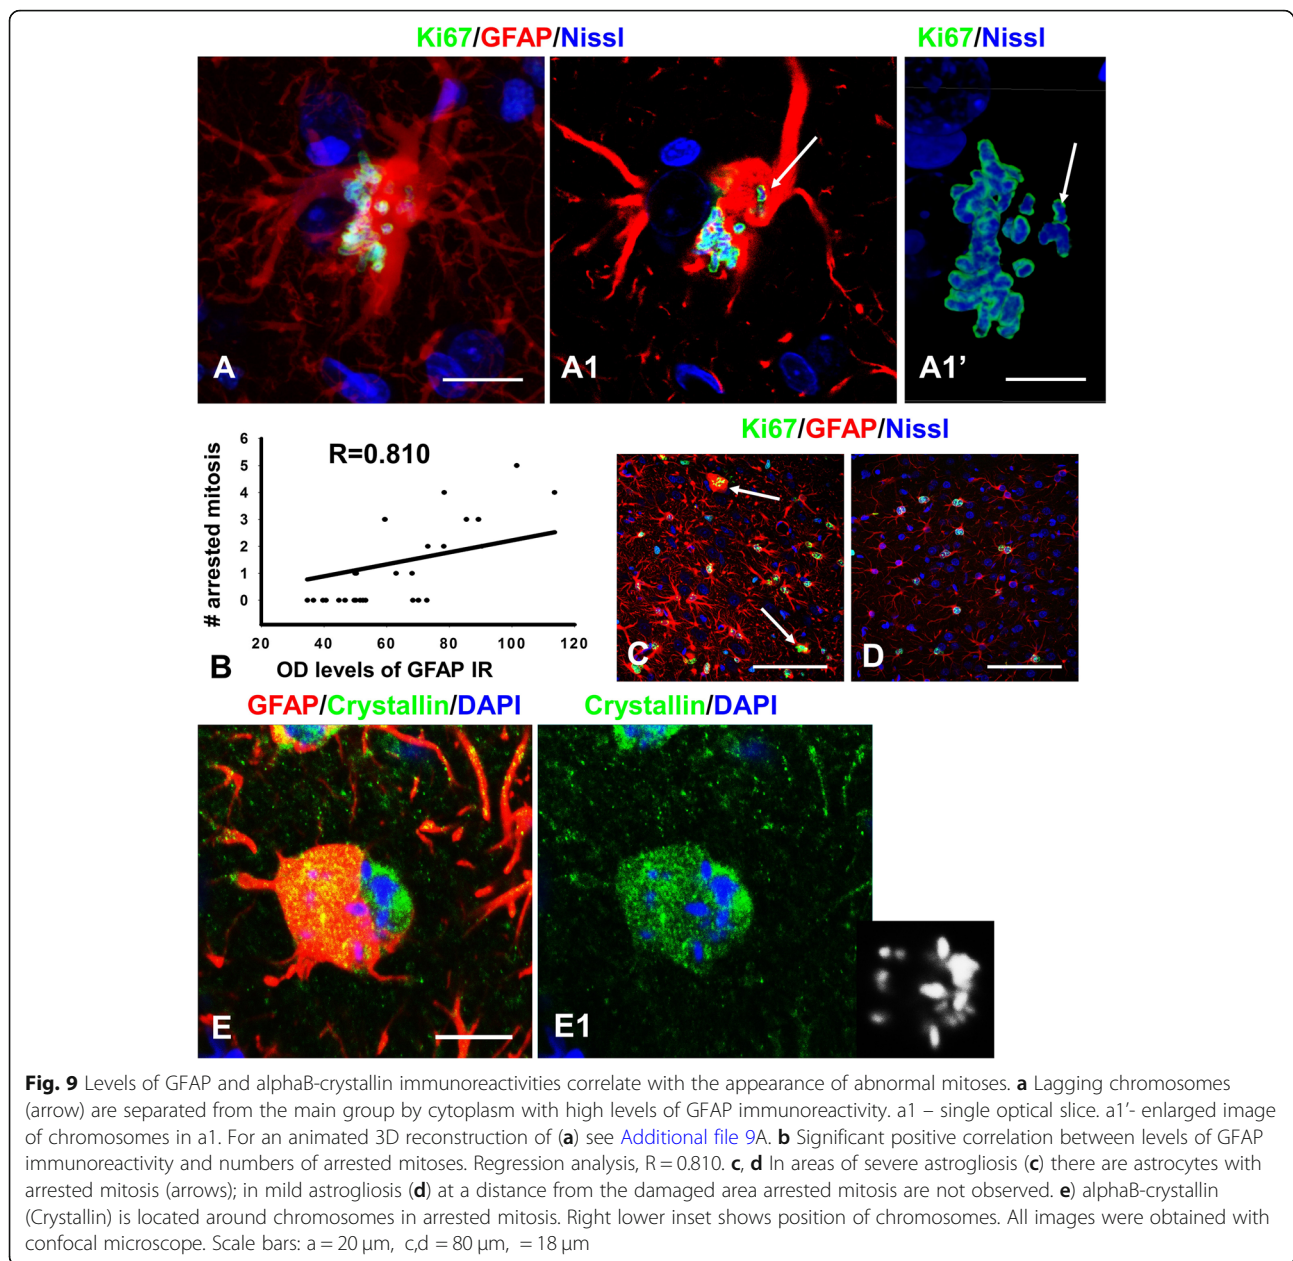 Ki67/GFAP/Nissl
Ki67/Nissl
A
A1
A1’
R=0.810
# arrested mitosis
6
5
4
3
2
1
0
20 40 60 80 100 120
OD levels of GFAP IR
B
Ki67/GFAP/Nissl
C
D
GFAP/Crystallin/DAPI
Crystallin/DAPI
E
E1
Fig. 9 Levels of GFAP and alphaB-crystallin immunoreactivities correlate with the appearance of abnormal mitoses. a Lagging chromosomes
(arrow) are separated from the main group by cytoplasm with high levels of GFAP immunoreactivity. a1 – single optical slice. a1’- enlarged image
of chromosomes in a1. For an animated 3D reconstruction of (a) see Additional file 9A. b Significant positive correlation between levels of GFAP
immunoreactivity and numbers of arrested mitoses. Regression analysis, R = 0.810. c, d In areas of severe astrogliosis (c) there are astrocytes with
arrested mitosis (arrows); in mild astrogliosis (d) at a distance from the damaged area arrested mitosis are not observed. e) alphaB-crystallin
(Crystallin) is located around chromosomes in arrested mitosis. Right lower inset shows position of chromosomes. All images were obtained with
confocal microscope. Scale bars: a = 20 μm, c,d = 80 μm, = 18 μm